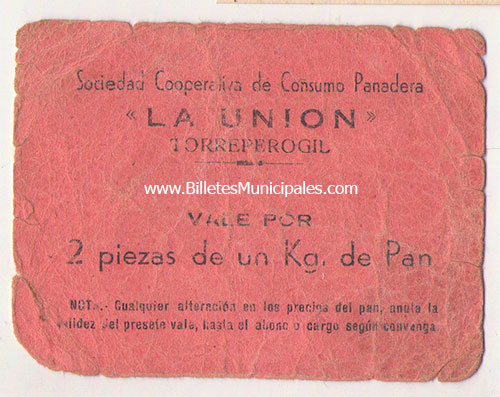 Sociedad Cooperativa de Consumo Panadera
« LA UNION »
TORREPEROGIL
www.BilletesMunicipales.com
VALE POR
2 piezas de un Kg. de Pan
NOTA.- Cualquier alteración en los precios del pan, anula la
validez del presete vale, hasta el abono o cargo según convenga.